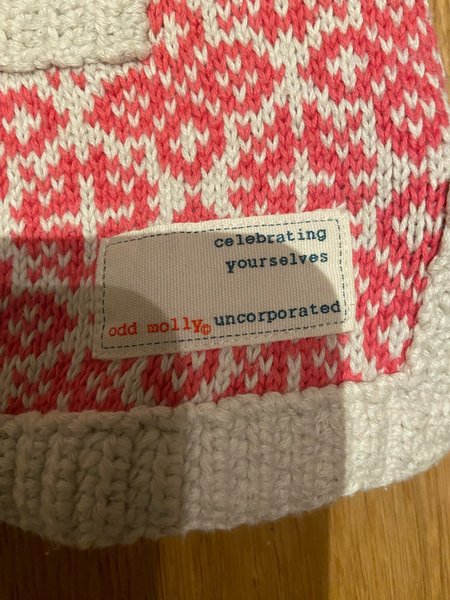 celebrating
yourselves
odd molly© uncorporated